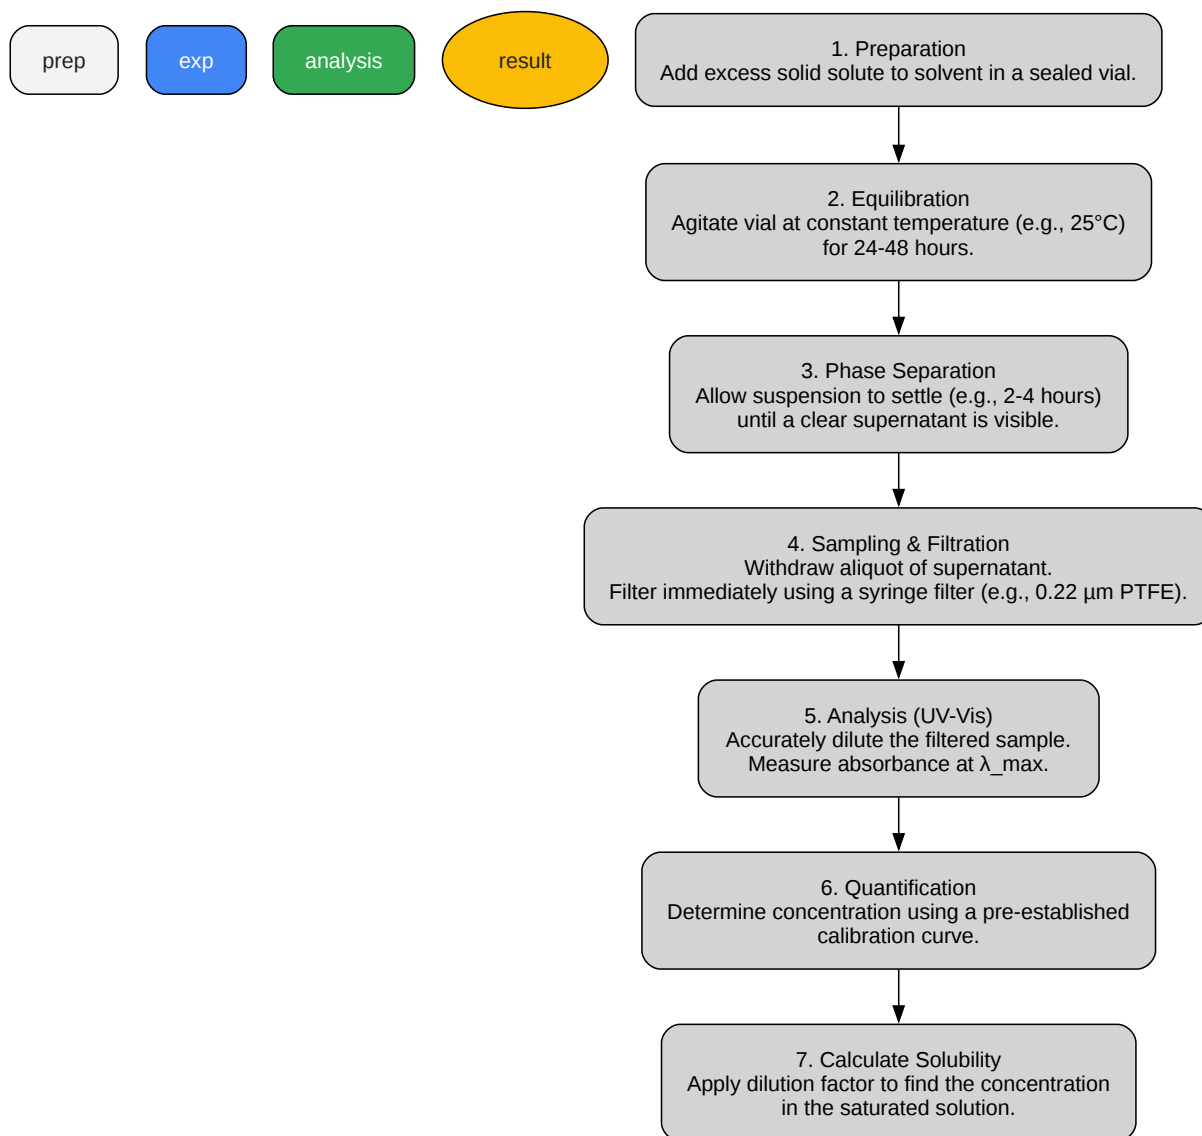 prep
exp
analysis
result
1. Preparation
Add excess solid solute to solvent in a sealed vial.
2. Equilibration
Agitate vial at constant temperature (e.g., 25°C)
for 24-48 hours.
3. Phase Separation
Allow suspension to settle (e.g., 2-4 hours)
until a clear supernatant is visible.
4. Sampling & Filtration
Withdraw aliquot of supernatant.
Filter immediately using a syringe filter (e.g., 0.22 µm PTFE).
5. Analysis (UV-Vis)
Accurately dilute the filtered sample.
Measure absorbance at λ_max.
6. Quantification
Determine concentration using a pre-established
calibration curve.
7. Calculate Solubility
Apply dilution factor to find the concentration
in the saturated solution.